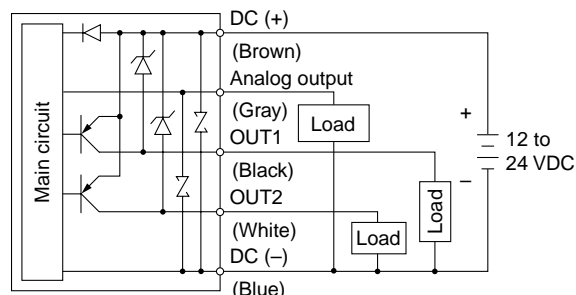 DC (+)
(Brown)
Analog output
(Gray)
Load
OUT1
(Black)
OUT2
(White)
Load
Load
DC (–)
(Blue)
Main circuit
+
–
12 to
24 VDC